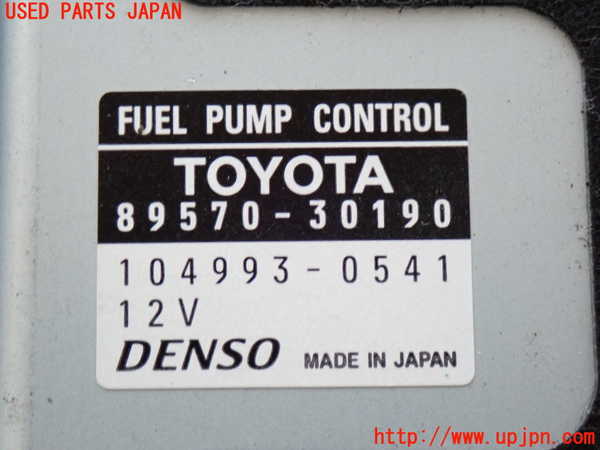 USED PARTS JAPAN
FUEL PUMP CONTROL
TOYOTA
89570-30190
104993-0541
12V
DENSO MADE IN JAPAN
http://www.upjpn.com/